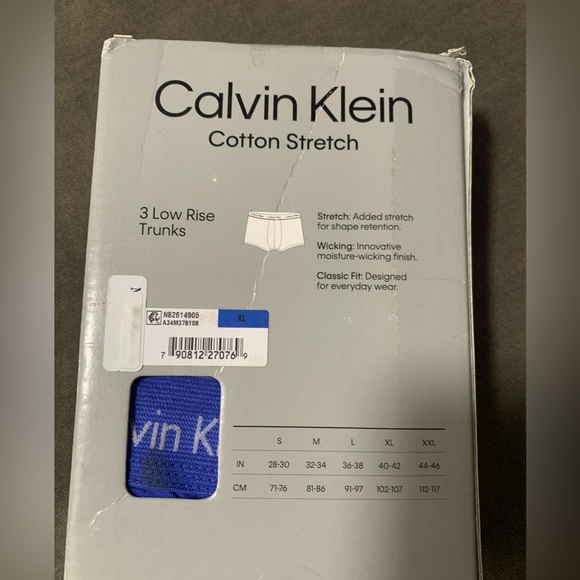 Calvin Klein
Cotton Stretch
3 Low Rise
Trunks
Stretch: Added stretch
for shape retention.
Wicking: Innovative
moisture-wicking finish.
Classic Fit: Designed
for everyday wear.
NB2614905
A34M37B108
XL
7 90812 27076 9
vin K
S M L XL XXL
IN 28-30 32-34 36-38 40-42 44-46
CM 71-76 81-86 91-97 102-107 112-117